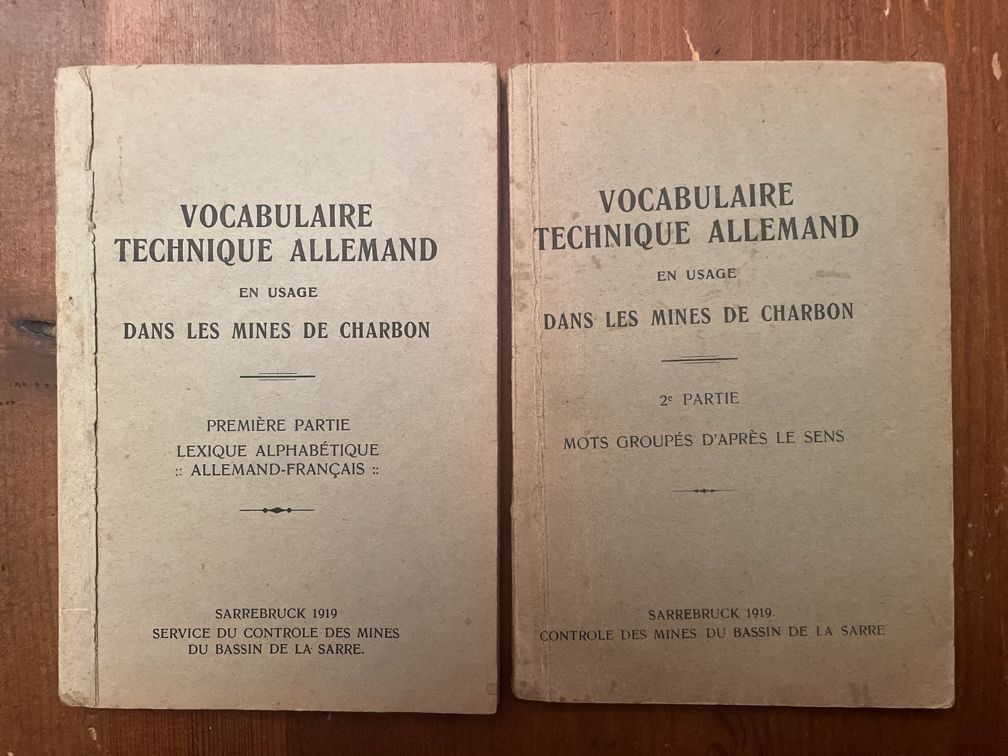 VOCABULAIRE
TECHNIQUE ALLEMAND
EN USAGE
DANS LES MINES DE CHARBON
PREMIÈRE PARTIE
LEXIQUE ALPHABÉTIQUE
:: ALLEMAND-FRANÇAIS ::
SARREBRUCK 1919
SERVICE DU CONTROLE DES MINES
DU BASSIN DE LA SARRE.
VOCABULAIRE
TECHNIQUE ALLEMAND
EN USAGE
DANS LES MINES DE CHARBON
2e PARTIE
MOTS GROUPÉS D'APRÈS LE SENS
SARREBRUCK 1919
CONTROLE DES MINES DU BASSIN DE LA SARRE